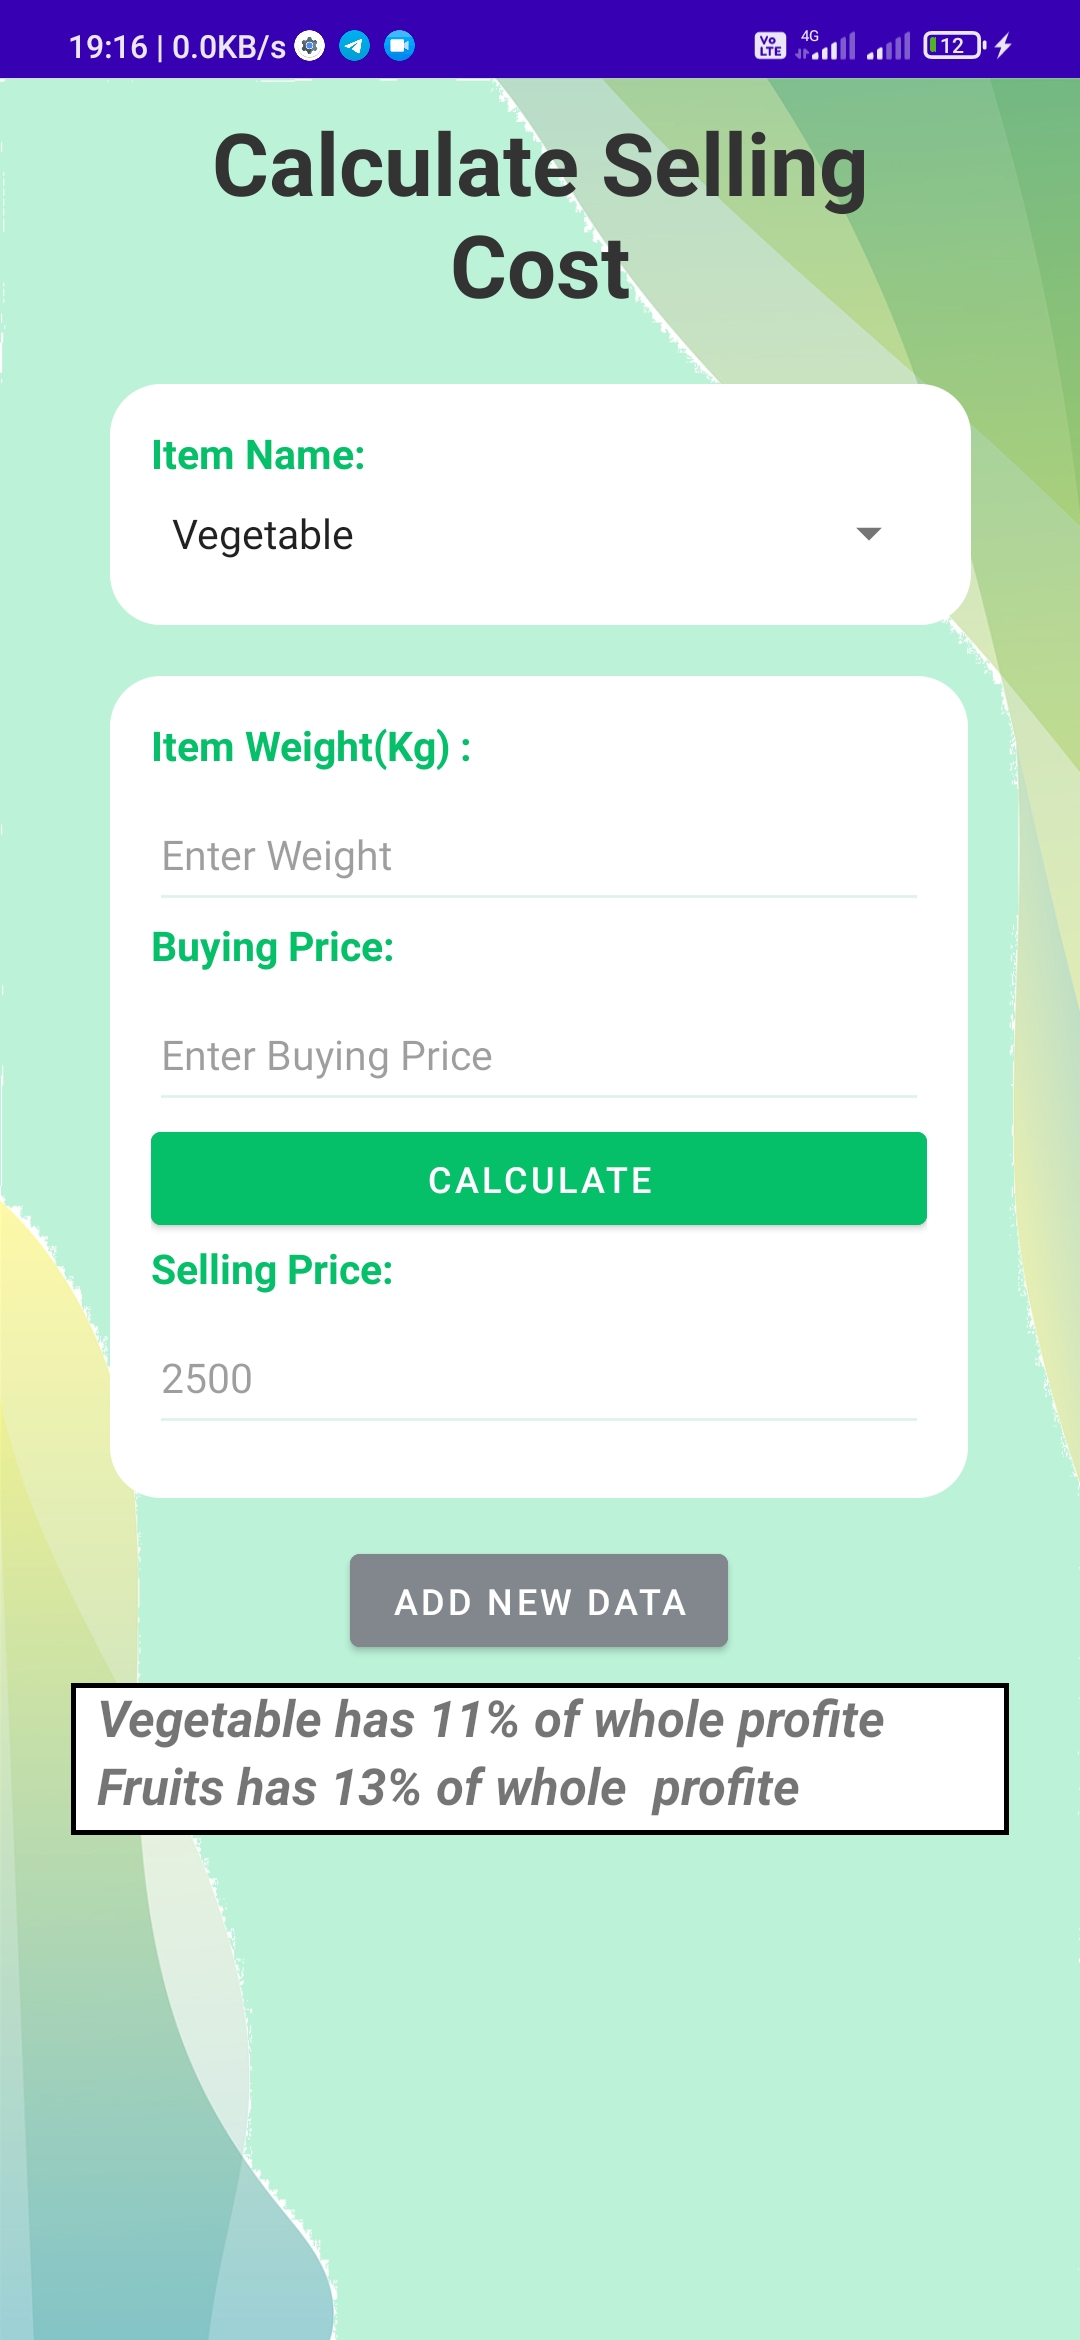 19:16 | 0.0KB/s
Vo LTE 4G 12
Calculate Selling
Cost
Item Name:
Vegetable
Item Weight(Kg) :
Enter Weight
Buying Price:
Enter Buying Price
CALCULATE
Selling Price:
2500
ADD NEW DATA
Vegetable has 11% of whole profite
Fruits has 13% of whole  profite